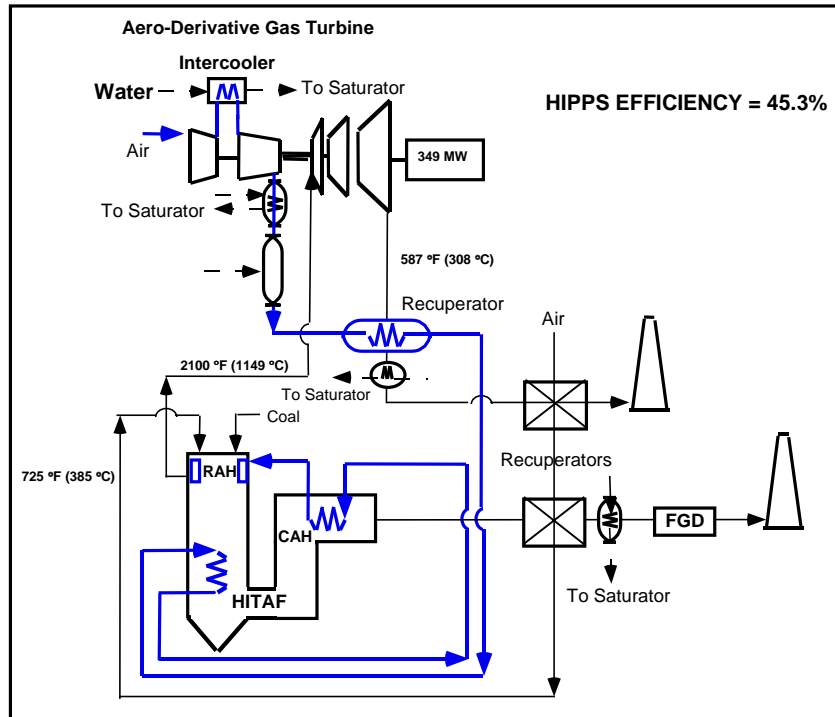 Aero-Derivative Gas Turbine
Intercooler
Water
To Saturator
HIPPS EFFICIENCY = 45.3%
Air
349 MW
To Saturator
587 ºF (308 ºC)
Recuperator
Air
2100 ºF (1149 ºC)
To Saturator
Coal
725 ºF (385 ºC)
RAH
Recuperators
CAH
FGD
HITAF
To Saturator